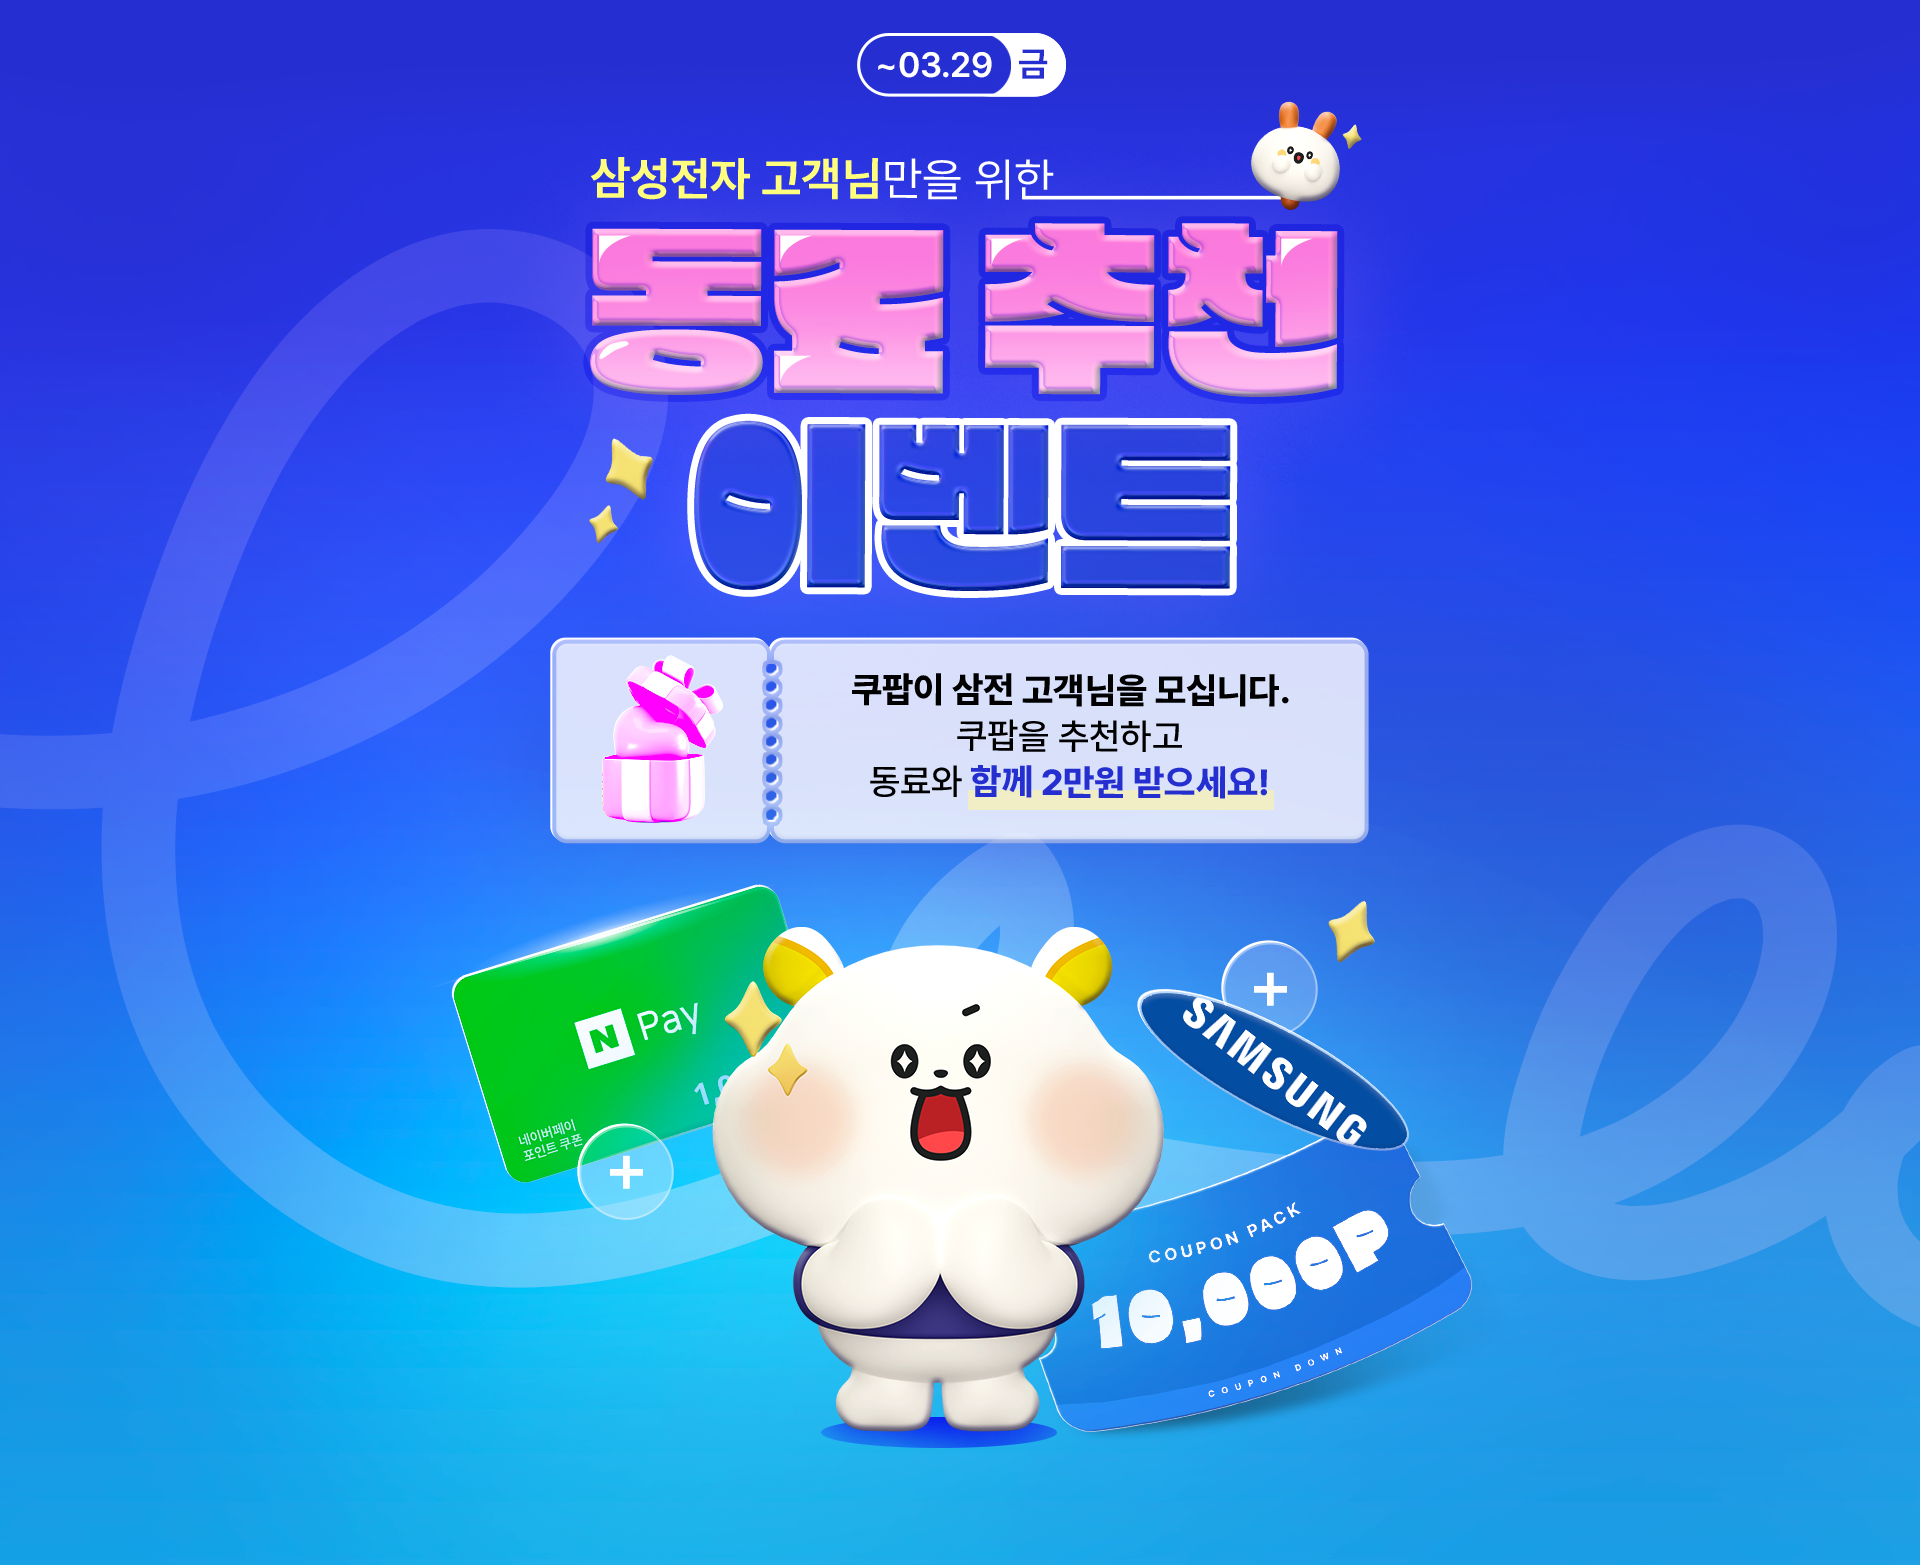 ~03.29 금
삼성전자 고객님만을 위한
동료 추천
이벤트
쿠팝이 삼전 고객님을 모십니다.
쿠팝을 추천하고
동료와 함께 2만원 받으세요!
N Pay
네이버페이
포인트 쿠폰
SAMSUNG
COUPON PACK
10,000P
COUPON DOWN